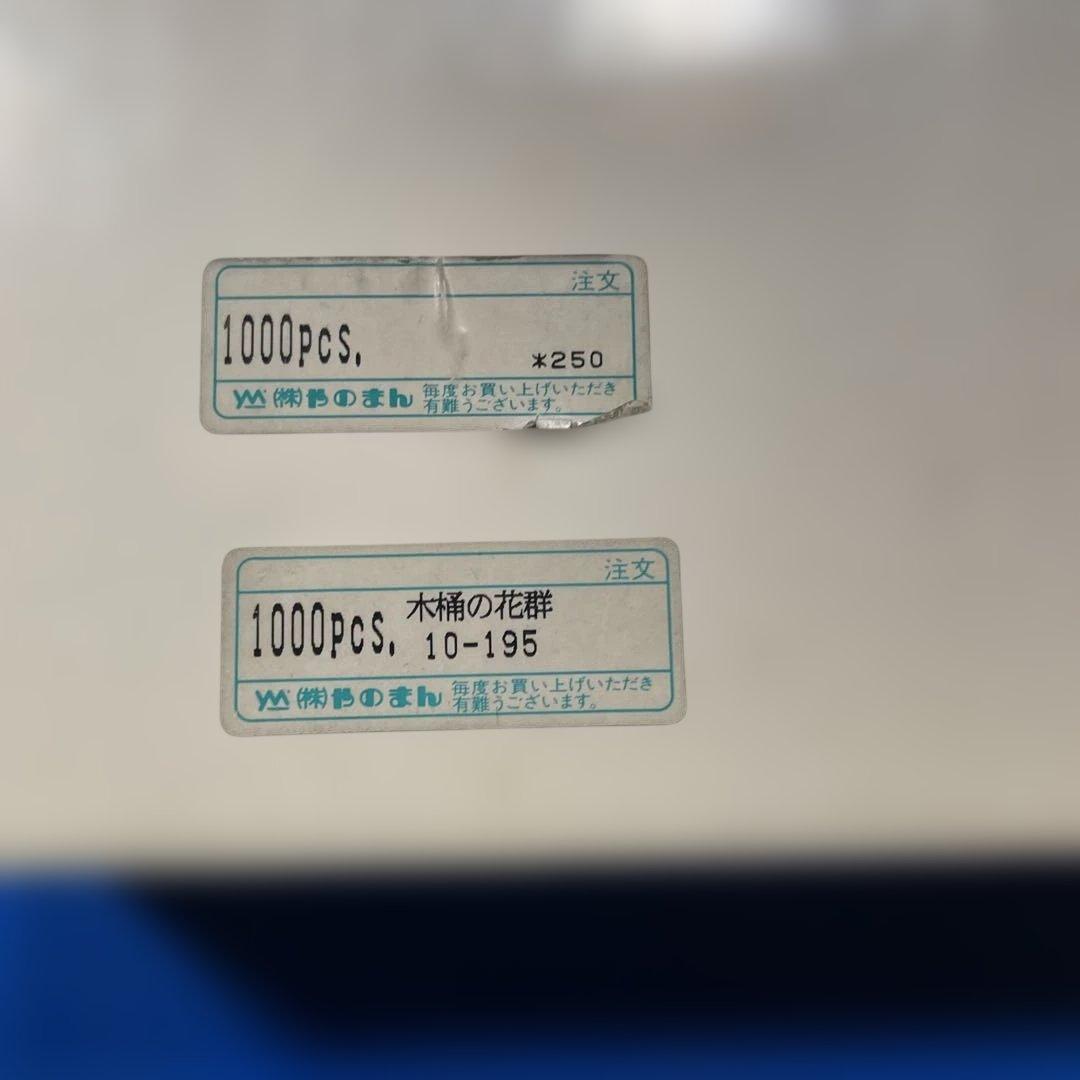 注文
1000pcs.
*250
YM (株)やのまん 毎度お買い上げいただき
有難うございます。
注文
1000pcs. 木桶の花群
10-195
YM (株)やのまん 毎度お買い上げいただき
有難うございます。